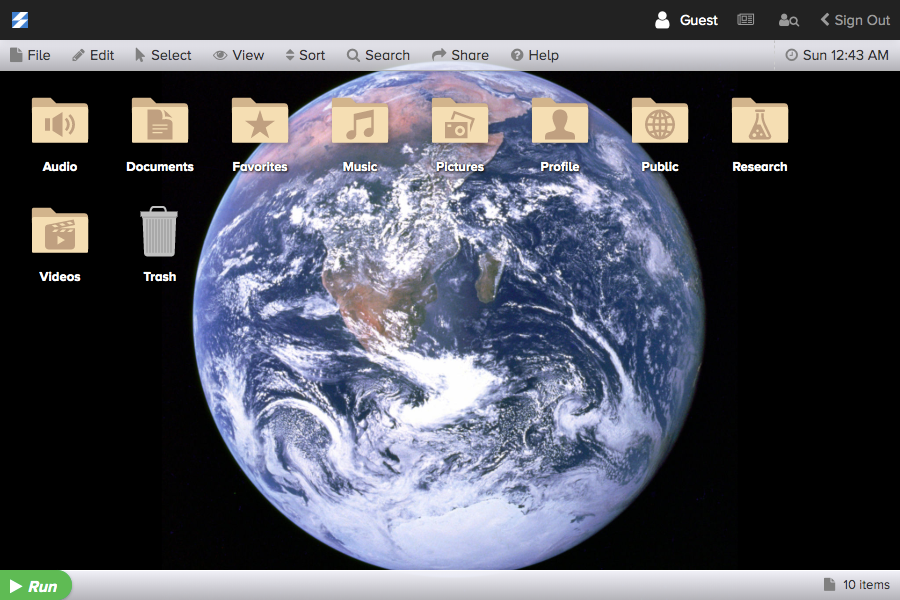 Guest Sign Out
File Edit Select View Sort Search Share Help Sun 12:43 AM
Audio Documents Favorites Music Pictures Profile Public Research
Videos Trash
Run 10 items